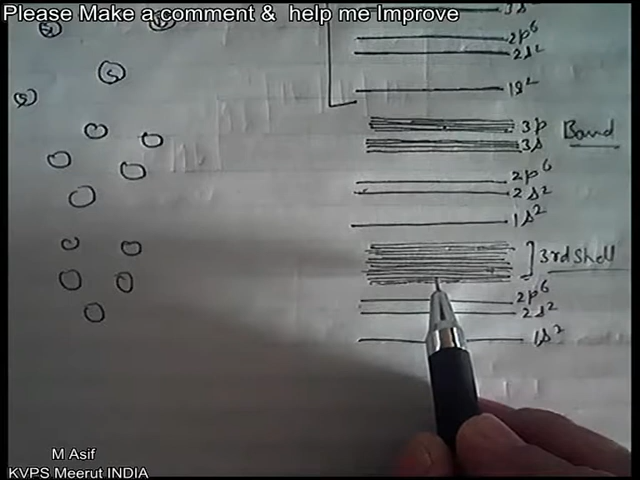 Please Make a comment & help me Improve
3s
2p⁶
2s²
1s²
3p
Band
3s
2p⁶
2s²
1s²
3rd Shell
2p⁶
2s²
1s²
M Asif
KVPS Meerut INDIA